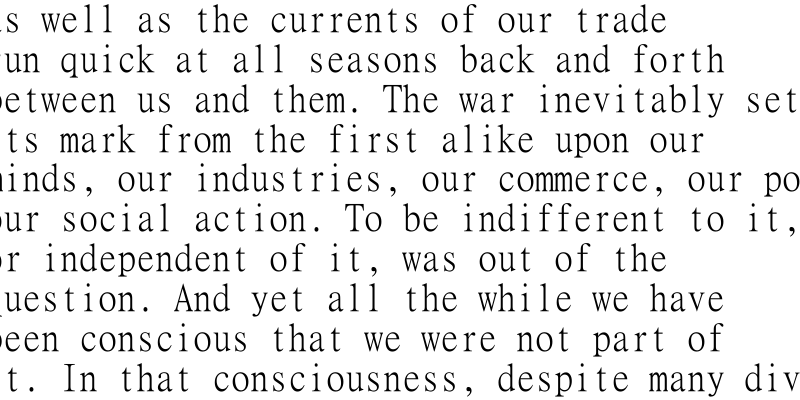 as well as the currents of our trade
run quick at all seasons back and forth
between us and them. The war inevitably set
ts mark from the first alike upon our
minds, our industries, our commerce, our po
our social action. To be indifferent to it,
or independent of it, was out of the
question. And yet all the while we have
been conscious that we were not part of
t. In that consciousness, despite many div